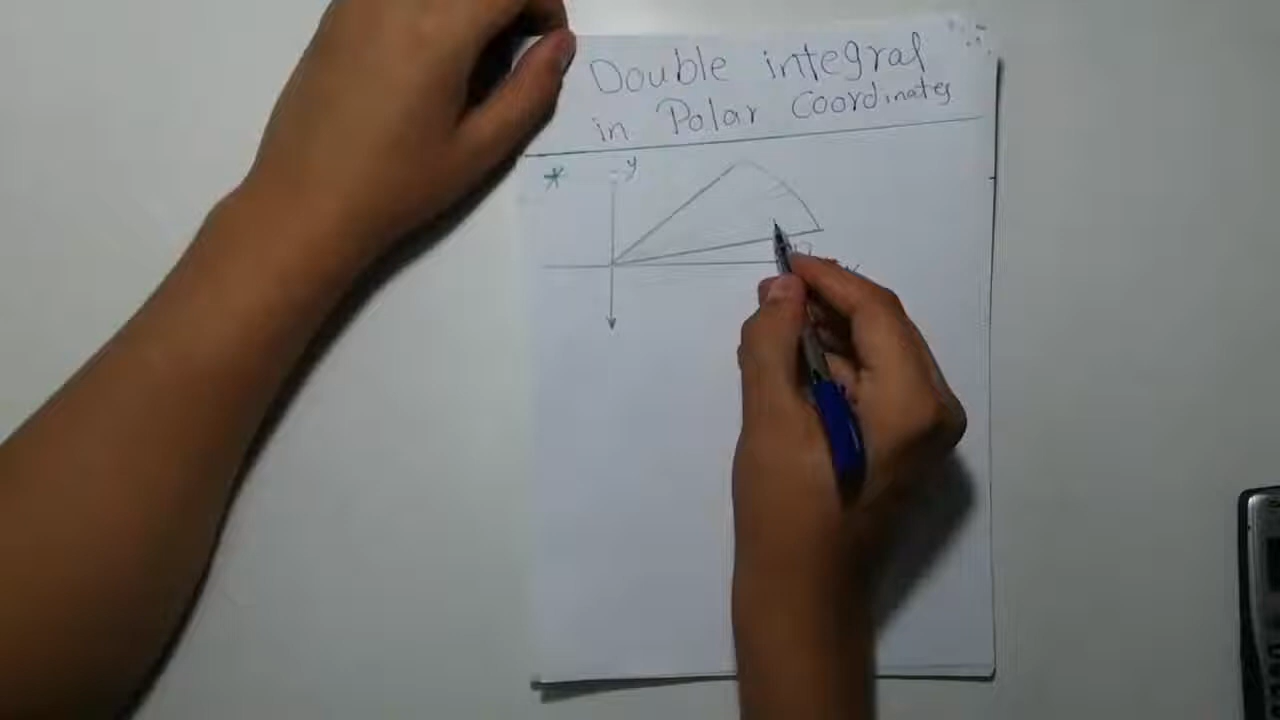 Double integral
in Polar Coordinates
* y
x